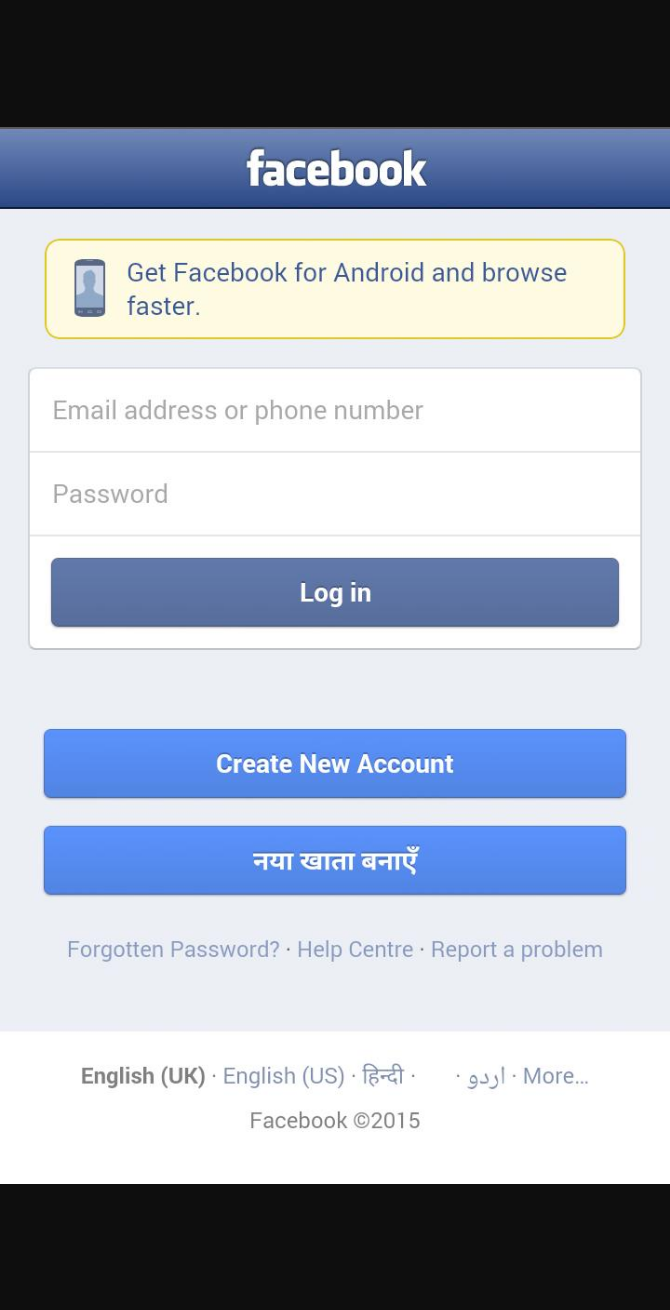 facebook
Get Facebook for Android and browse
faster.
Email address or phone number
Password
Log in
Create New Account
नया खाता बनाएँ
Forgotten Password? · Help Centre · Report a problem
English (UK) · English (US) · हिन्दी ·   · اردو · More...
Facebook ©2015